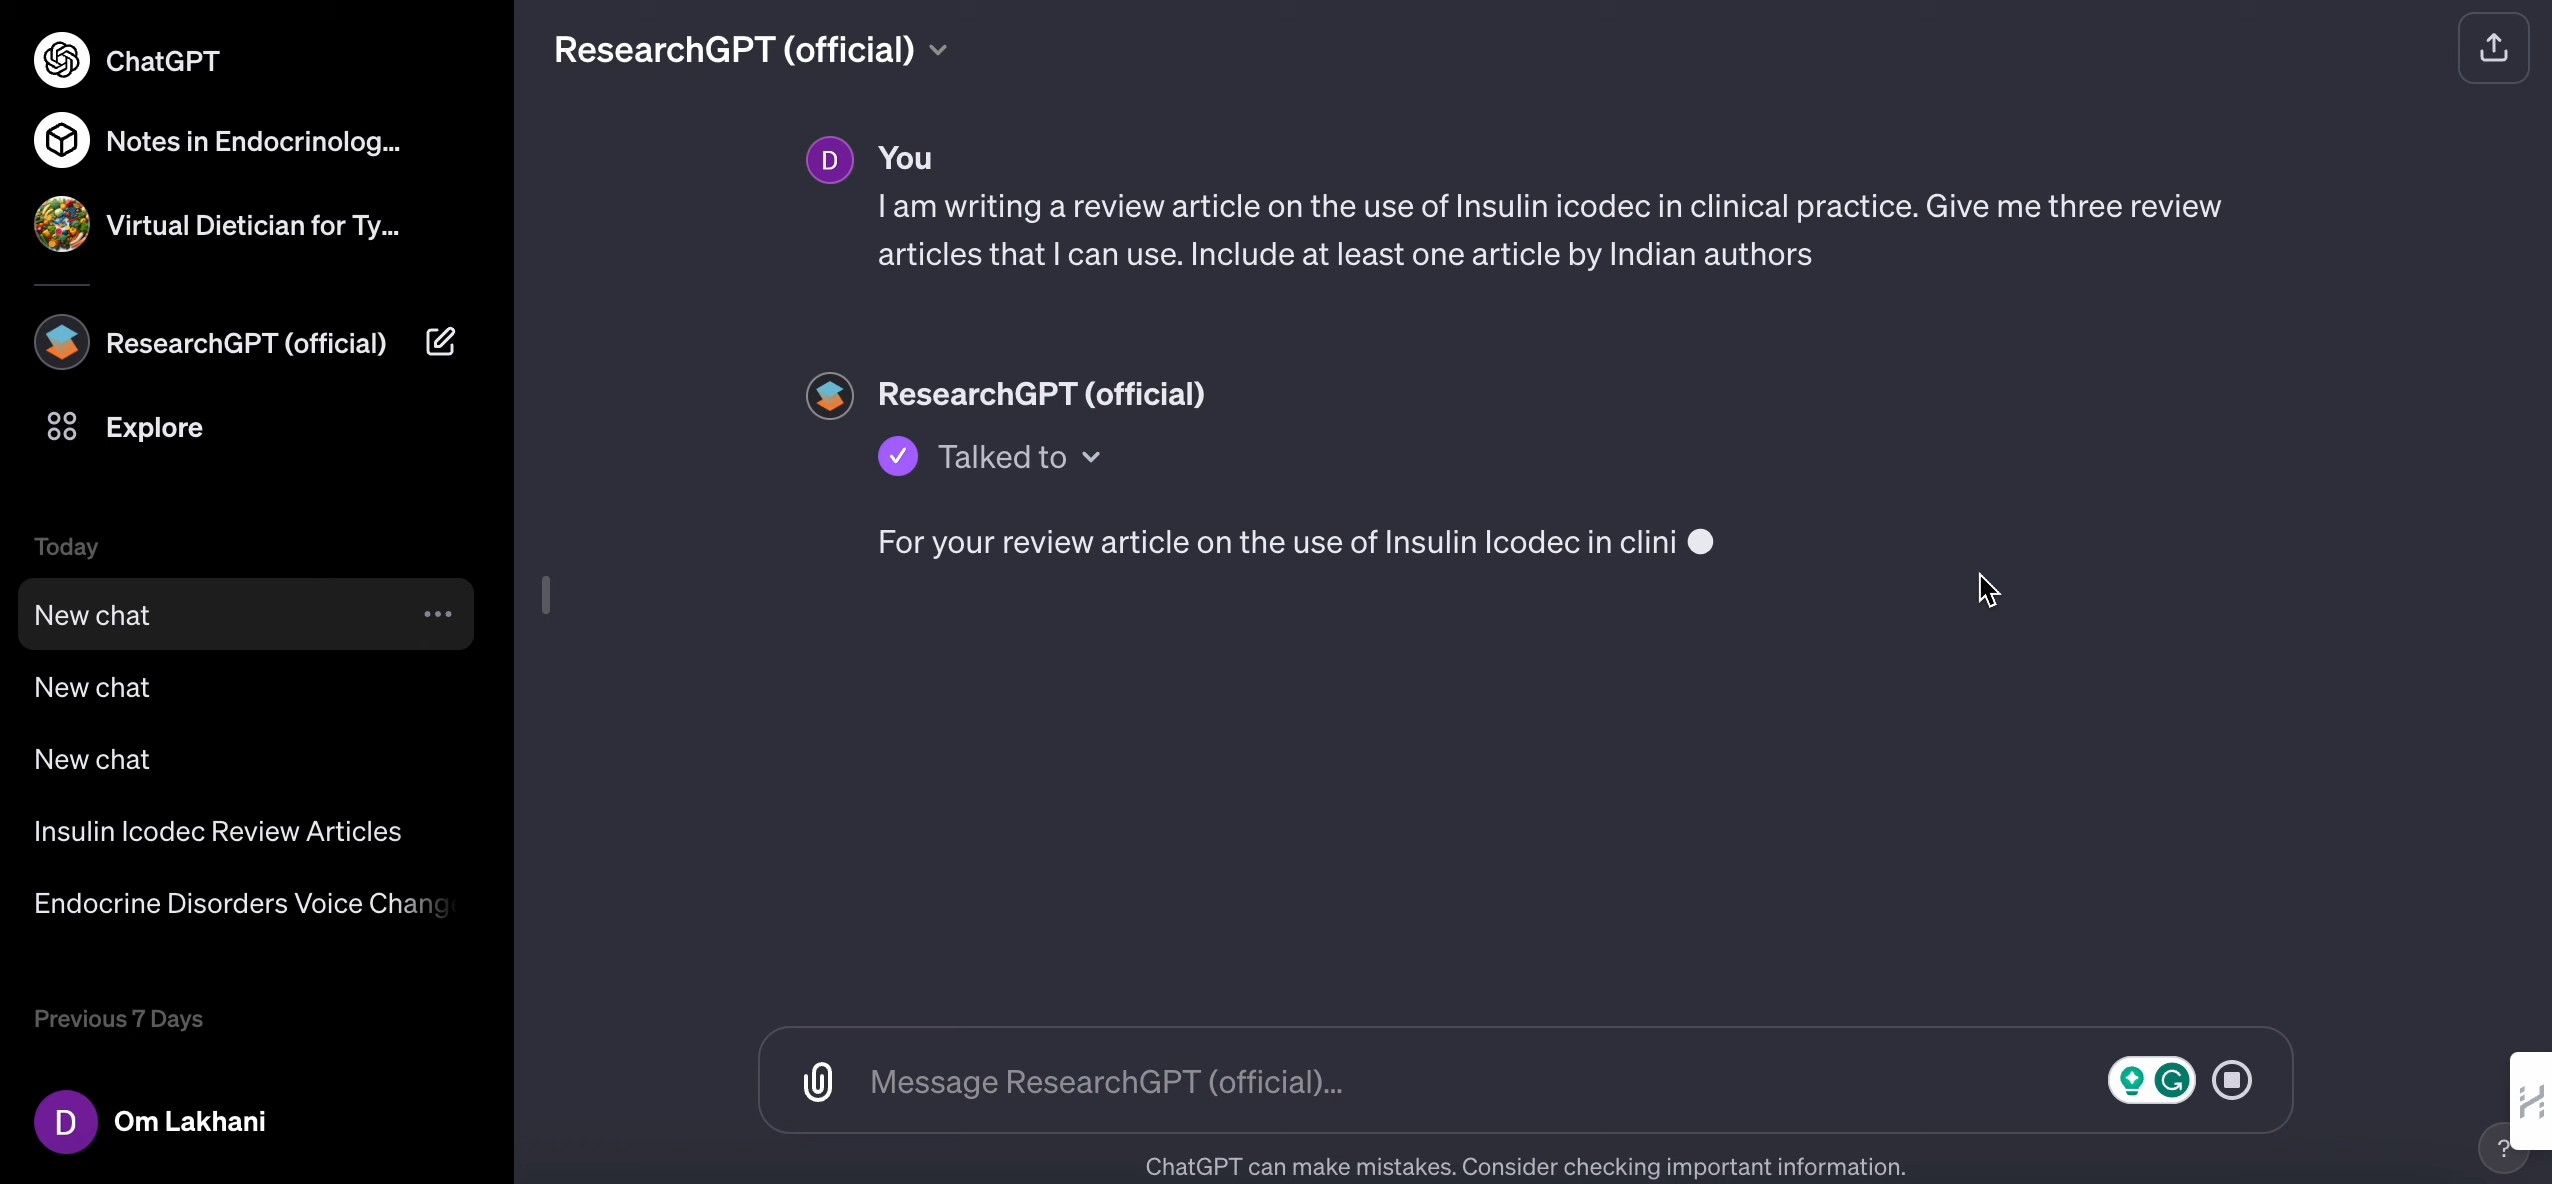 ChatGPT
Notes in Endocrinolog...
Virtual Dietician for Ty...
ResearchGPT (official)
Explore
Today
New chat
New chat
New chat
Insulin Icodec Review Articles
Endocrine Disorders Voice Chang
Previous 7 Days
D
Om Lakhani
ResearchGPT (official)
D
You
I am writing a review article on the use of Insulin icodec in clinical practice. Give me three review
articles that I can use. Include at least one article by Indian authors
ResearchGPT (official)
Talked to
For your review article on the use of Insulin Icodec in clini
Message ResearchGPT (official)...
ChatGPT can make mistakes. Consider checking important information.
?